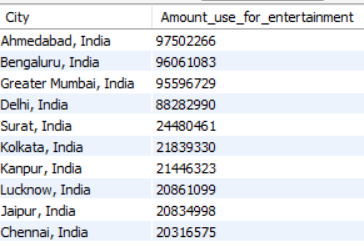 City Amount_use_for_entertainment
Ahmedabad, India 97502266
Bengaluru, India 96061083
Greater Mumbai, India 95596729
Delhi, India 88282990
Surat, India 24480461
Kolkata, India 21839330
Kanpur, India 21446323
Lucknow, India 20861099
Jaipur, India 20834998
Chennai, India 20316575